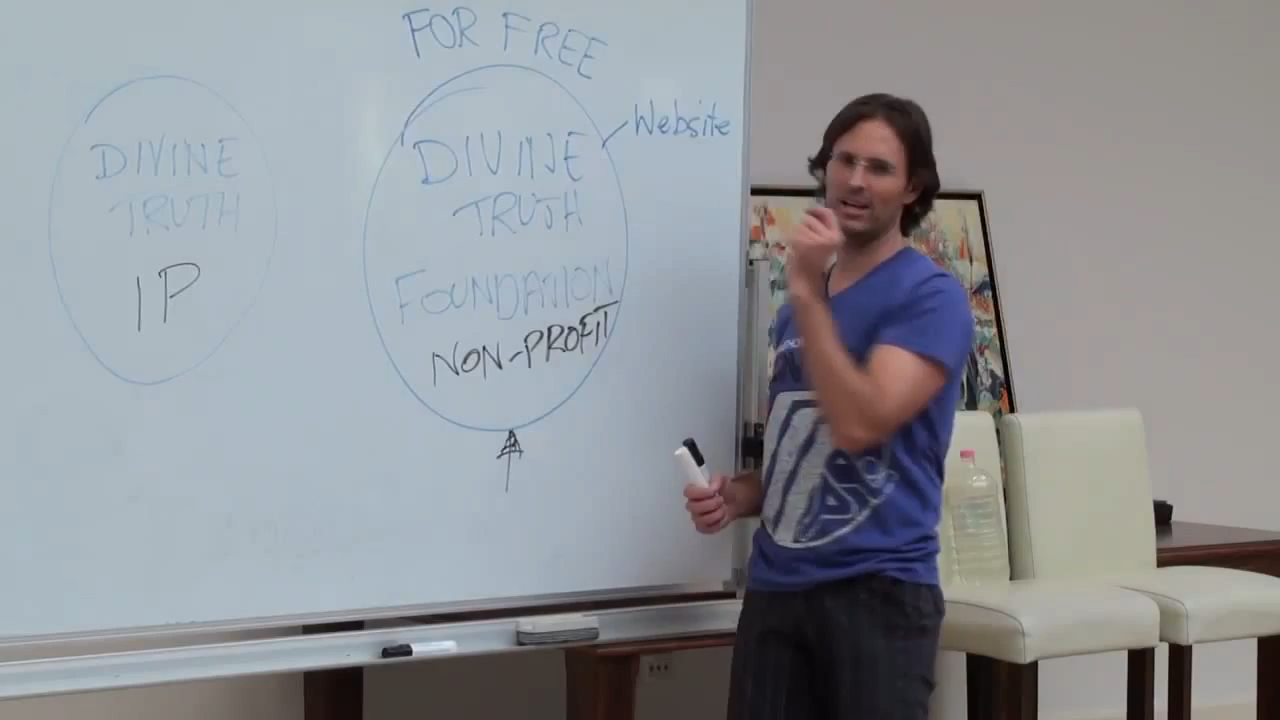 FOR FREE
Website
DIVINE
TRUTH
IP
DIVINE
TRUTH
FOUNDATION
NON-PROFIT